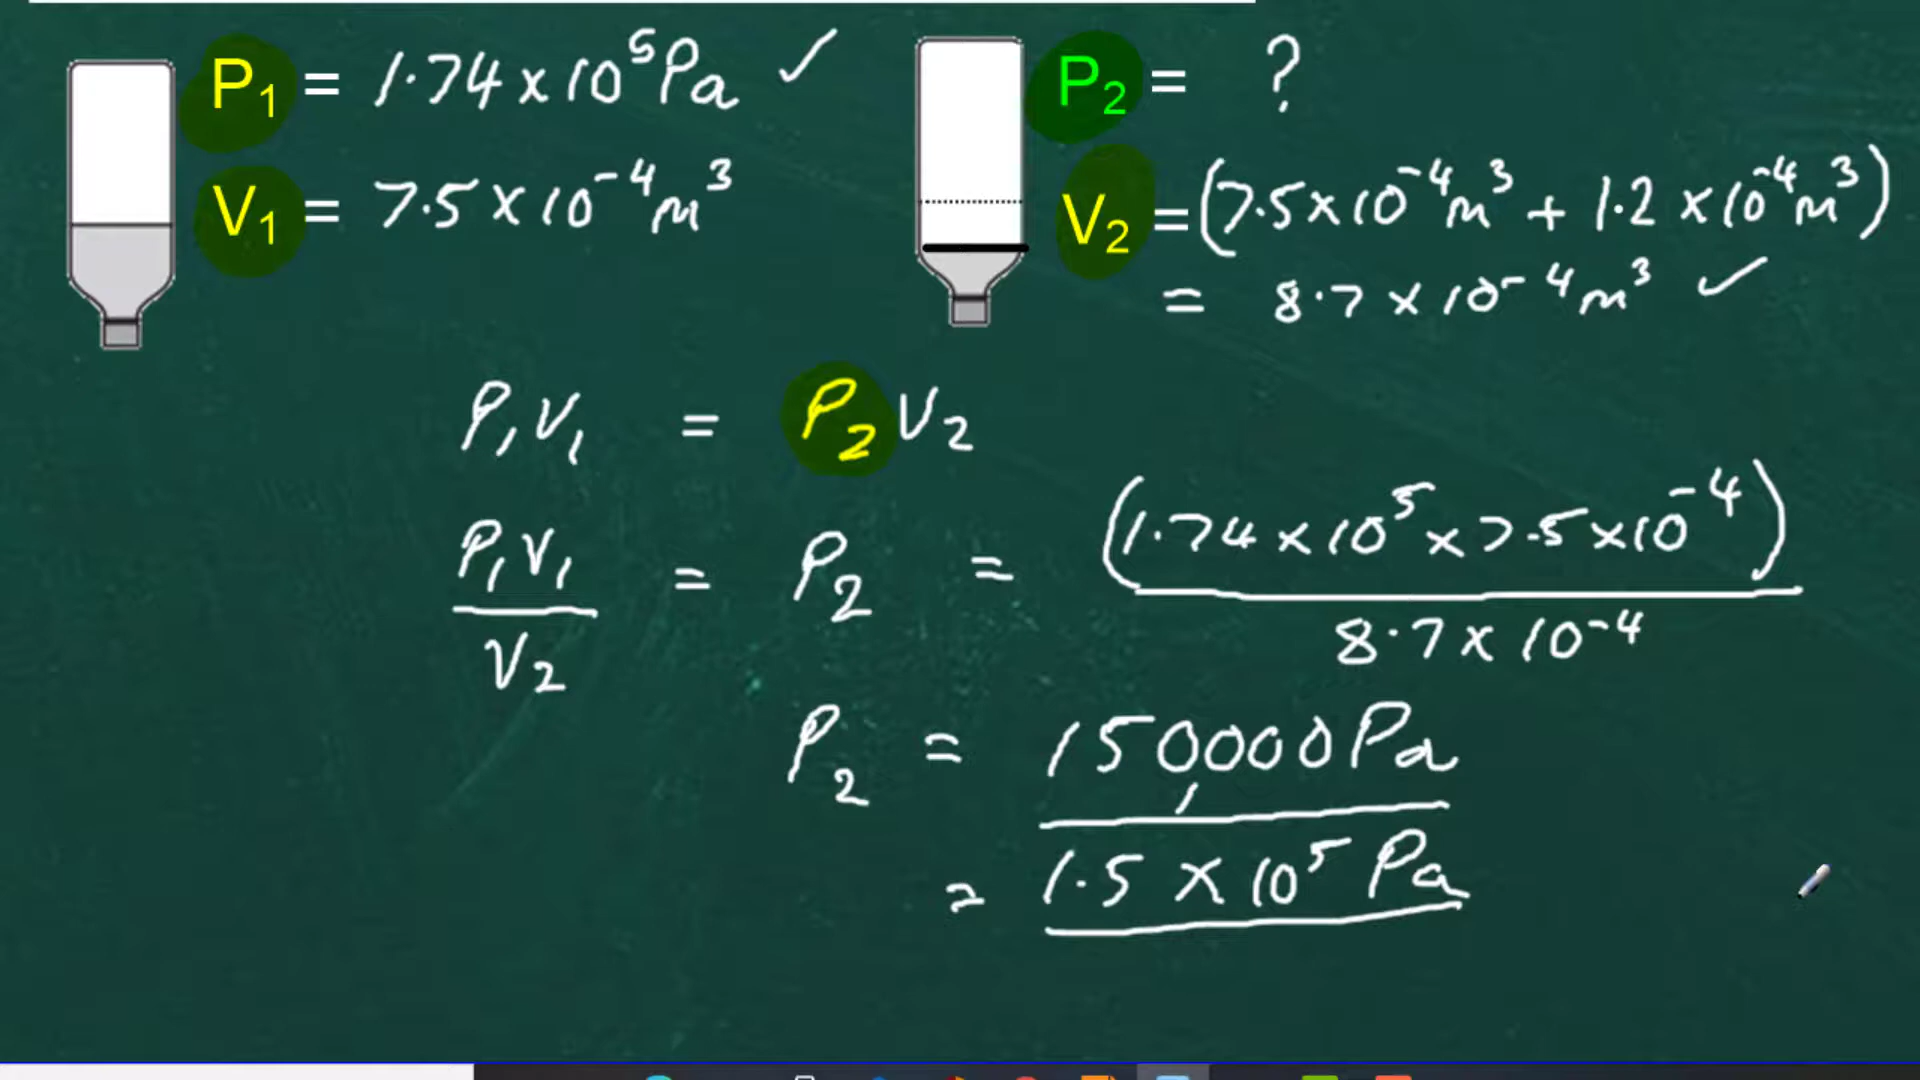 P₁ = 1.74 x 10⁵ Pa ✓
V₁ = 7.5 x 10⁻⁴ m³
P₂ = ?
V₂ = (7.5 x 10⁻⁴ m³ + 1.2 x 10⁻⁴ m³)
= 8.7 x 10⁻⁴ m³ ✓
P₁V₁ = P₂V₂
P₁V₁/V₂ = P₂ = (1.74 x 10⁵ x 7.5 x 10⁻⁴)/8.7 x 10⁻⁴
P₂ = 150,000 Pa
= 1.5 x 10⁵ Pa